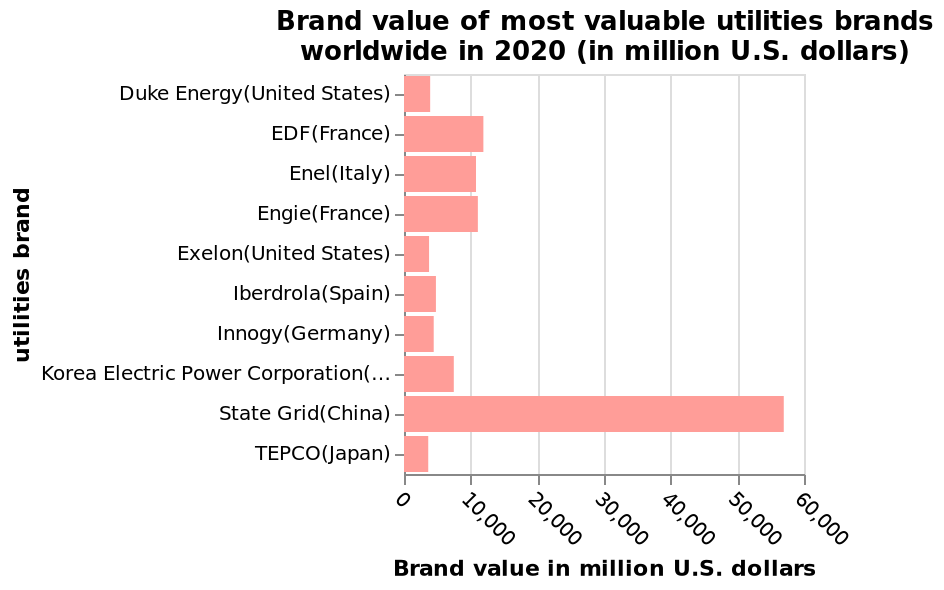 Brand value of most valuable utilities brands
worldwide in 2020 (in million U.S. dollars)
utilities brand
Duke Energy(United States)
EDF(France)
Enel(Italy)
Engie(France)
Exelon(United States)
Iberdrola(Spain)
Innogy(Germany)
Korea Electric Power Corporation(…
State Grid(China)
TEPCO(Japan)
0
10,000
20,000
30,000
40,000
50,000
60,000
Brand value in million U.S. dollars